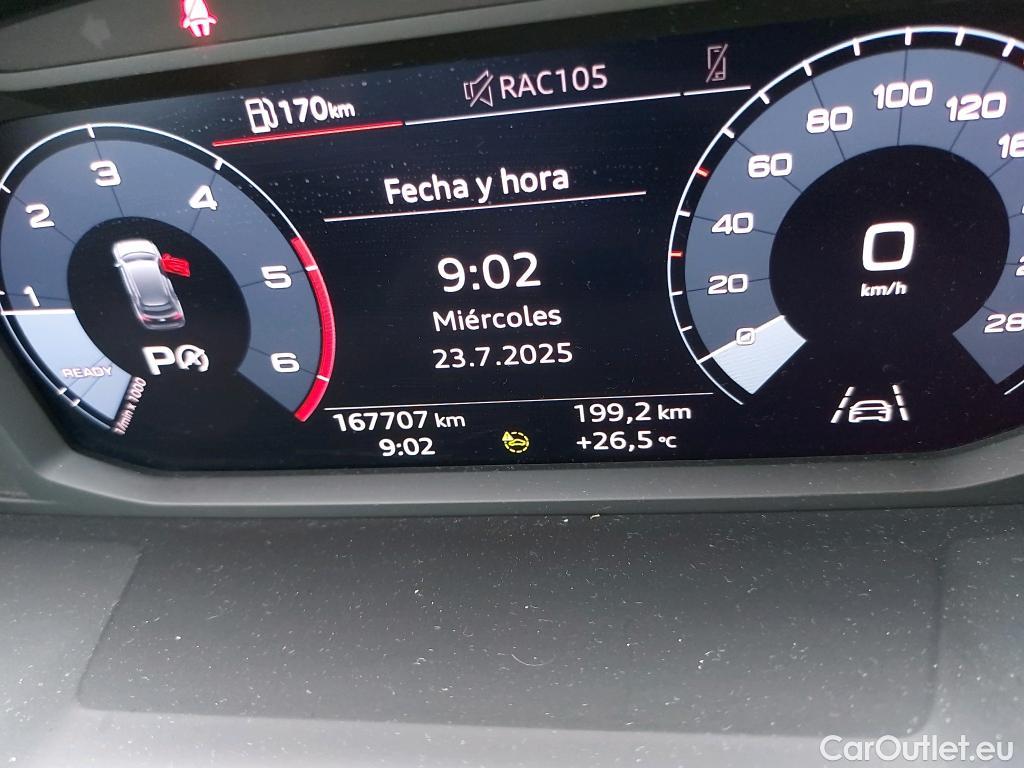 170km
RAC105
Fecha y hora
9:02
Miércoles
23.7.2025
167707 km
9:02
199,2 km
+26,5 °C
1
2
3
4
5
6
READY
1/min x 1000
P
0
20
40
60
80
100
120
28
0
km/h
CarOutlet.eu